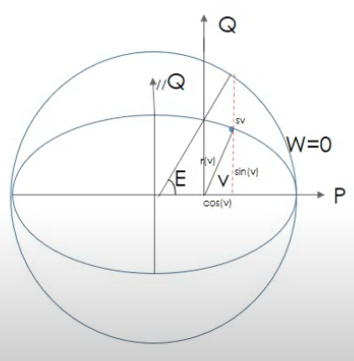 Q
//Q
sv
W=0
r(v)
E
V
sin(v)
cos(v)
P